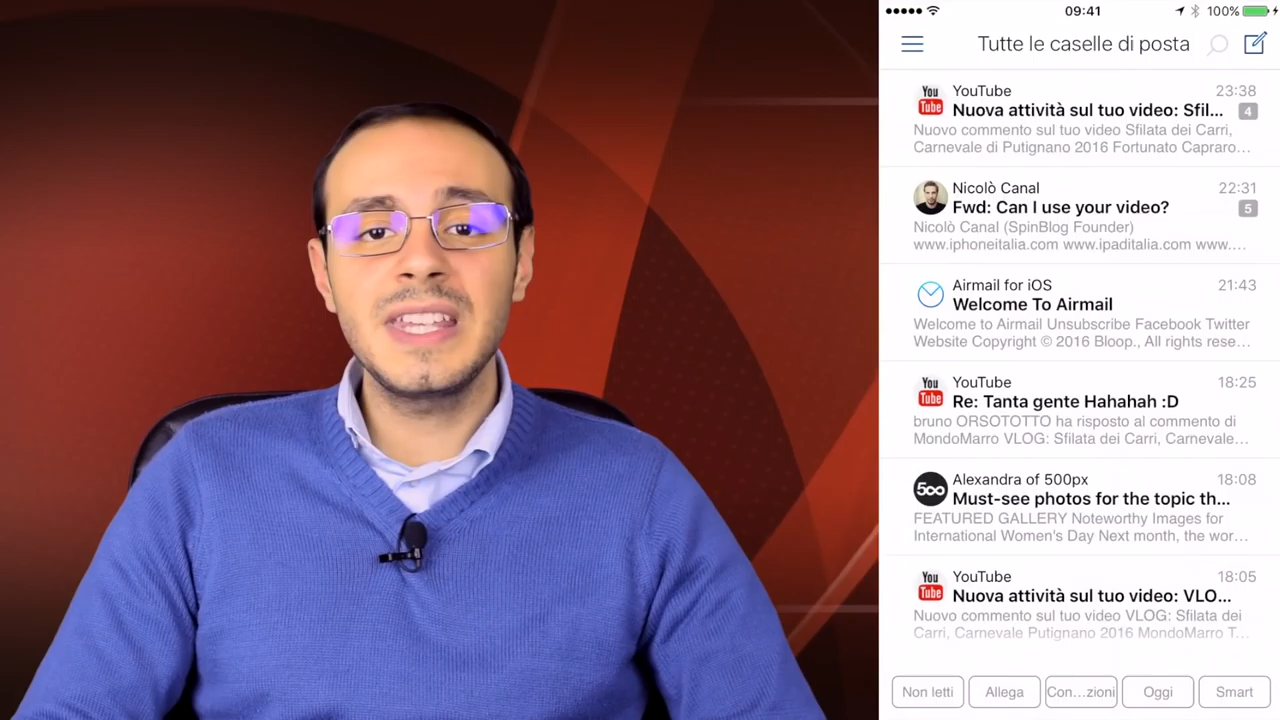 09:41
100%
Tutte le caselle di posta
You
Tube
YouTube
23:38
Nuova attività sul tuo video: Sfil...
4
Nuovo commento sul tuo video Sfilata dei Carri,
Carnevale di Putignano 2016 Fortunato Capraro...
Nicolò Canal
22:31
Fwd: Can I use your video?
5
Nicolò Canal (SpinBlog Founder)
www.iphoneitalia.com www.ipaditalia.com www....
Airmail for iOS
21:43
Welcome To Airmail
Welcome to Airmail Unsubscribe Facebook Twitter
Website Copyright © 2016 Bloop., All rights rese...
You
Tube
YouTube
18:25
Re: Tanta gente Hahahah :D
bruno ORSOTOTTO ha risposto al commento di
MondoMarro VLOG: Sfilata dei Carri, Carnevale...
500
Alexandra of 500px
18:08
Must-see photos for the topic th...
FEATURED GALLERY Noteworthy Images for
International Women's Day Next month, the wor...
You
Tube
YouTube
18:05
Nuova attività sul tuo video: VLO...
Nuovo commento sul tuo video VLOG: Sfilata dei
Carri, Carnevale Putignano 2016 MondoMarro T...
Non letti
Allega
Con...zioni
Oggi
Smart